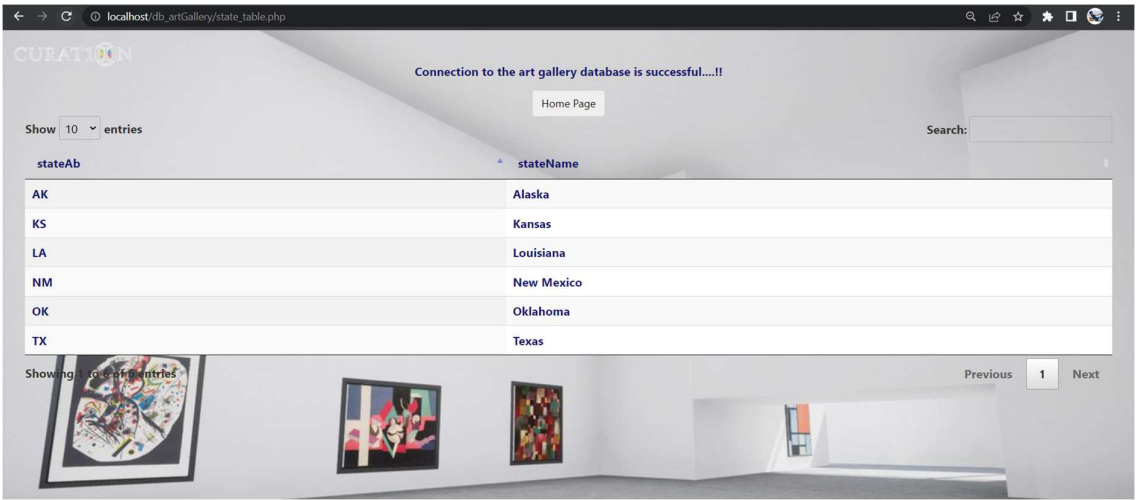 localhost/db_artGallery/state_table.php
CURATION
Connection to the art gallery database is successful....!!
Home Page
Show 10 entries
Search:
stateAb stateName
AK Alaska
KS Kansas
LA Louisiana
NM New Mexico
OK Oklahoma
TX Texas
Showing 1 to 6 of 6 entries
Previous 1 Next